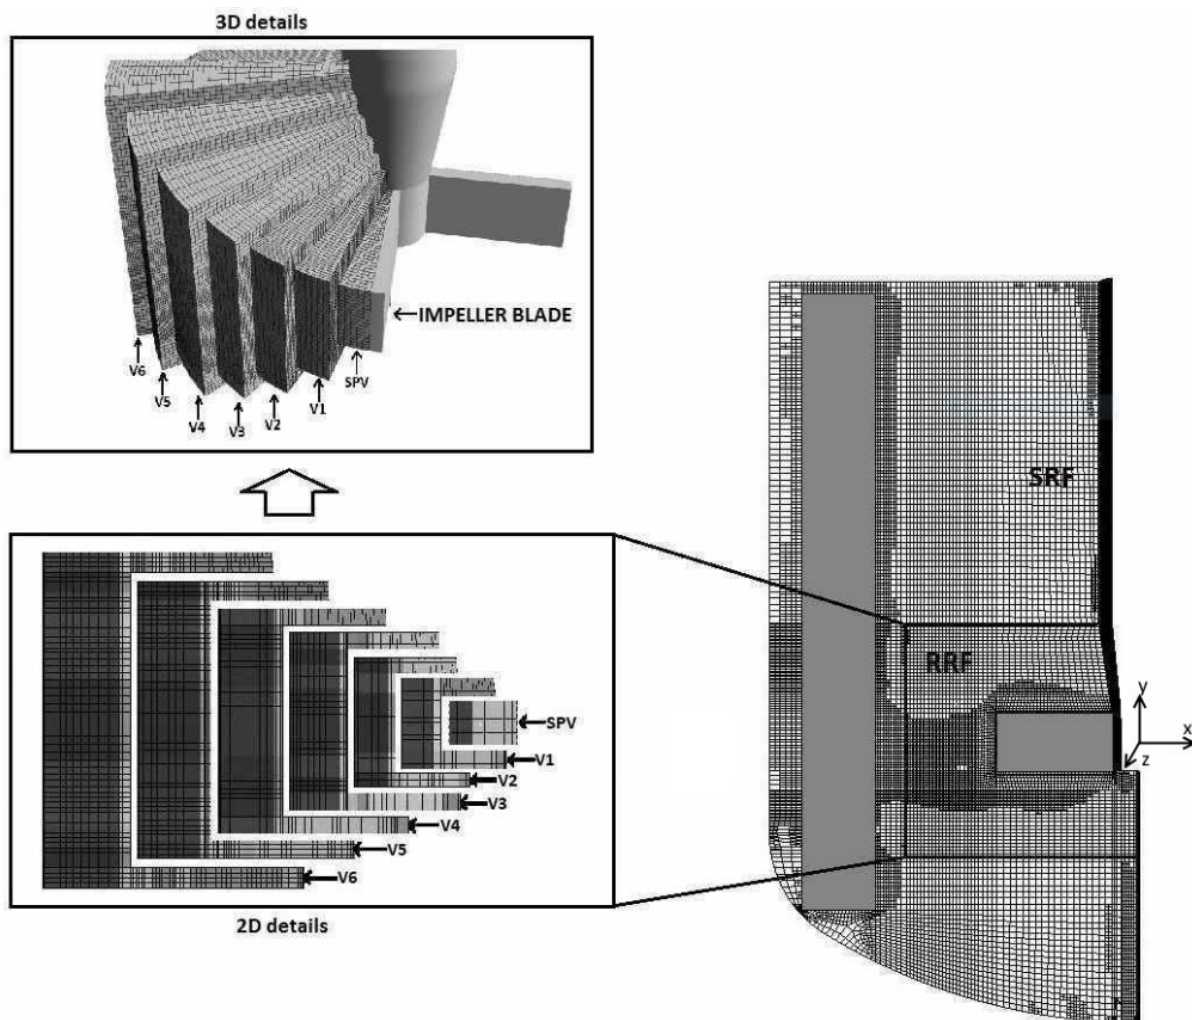 3D details
IMPELLER BLADE
V6
V5
V4
V3
V2
V1
SPV
SRF
RRF
y
x
z
SPV
V1
V2
V3
V4
V5
V6
2D details